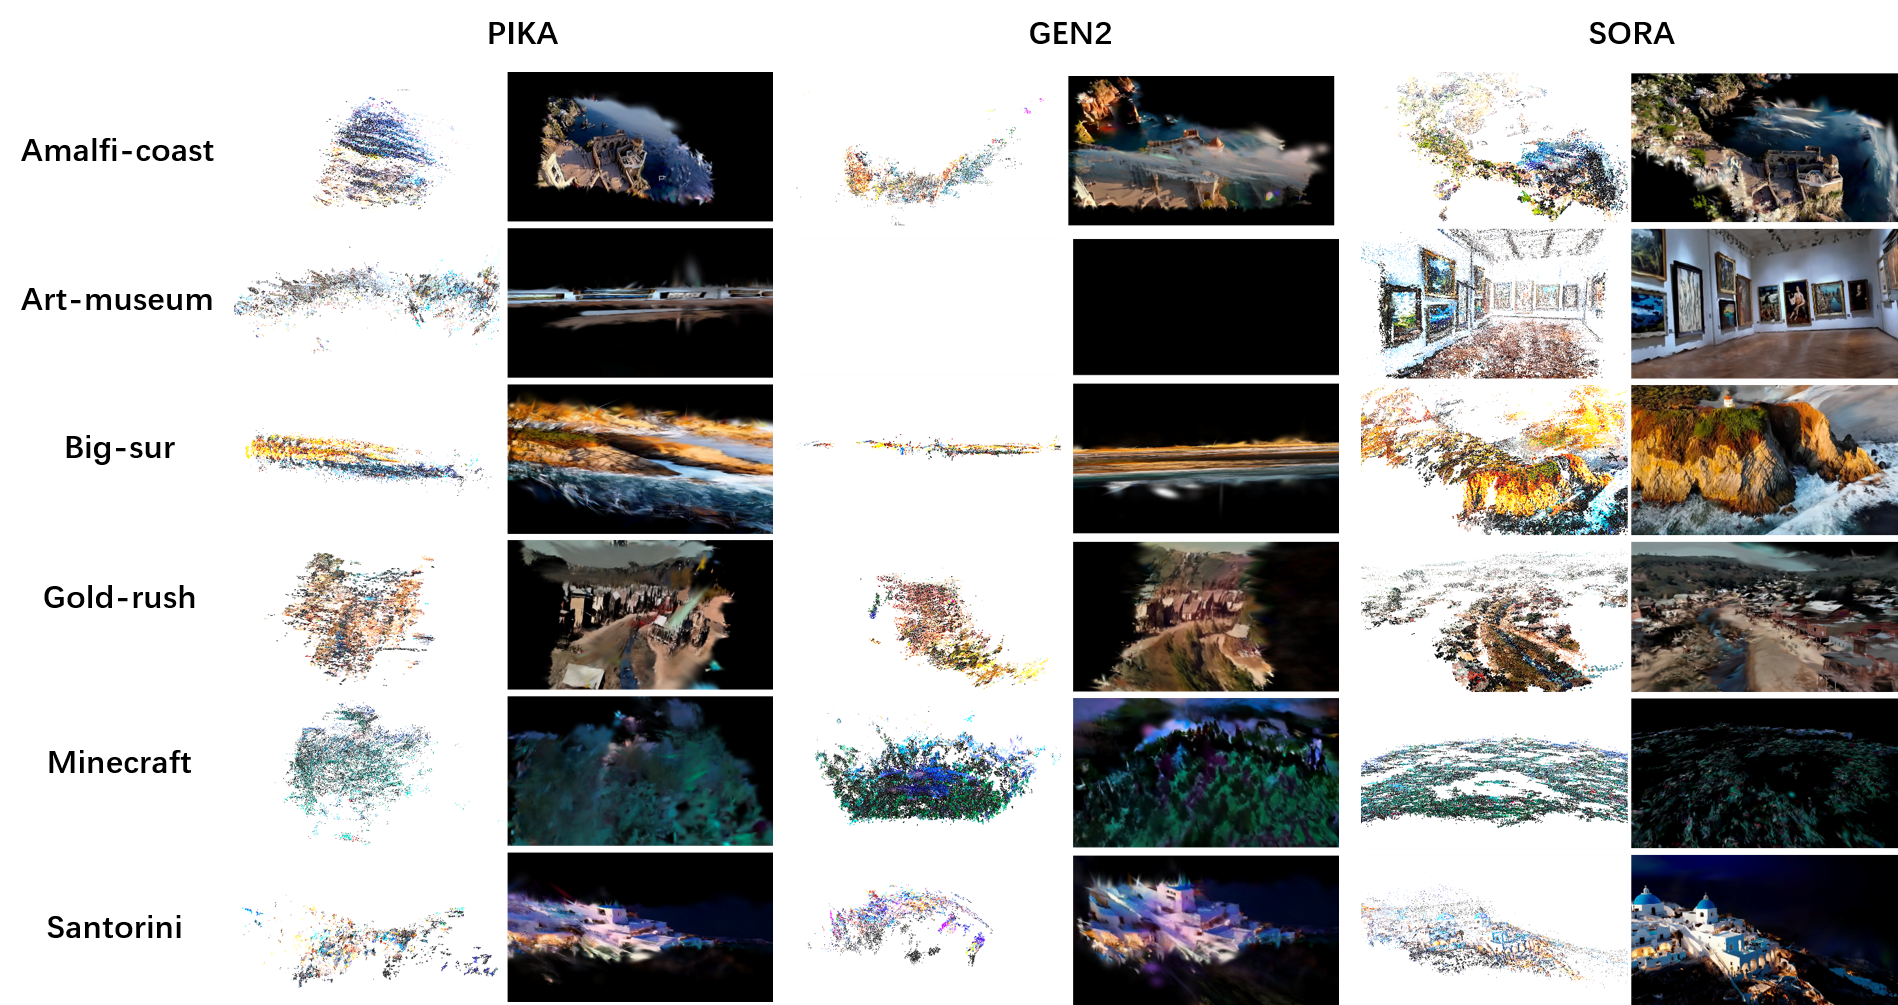 PIKA GEN2 SORA
Amalfi-coast
Art-museum
Big-sur
Gold-rush
Minecraft
Santorini